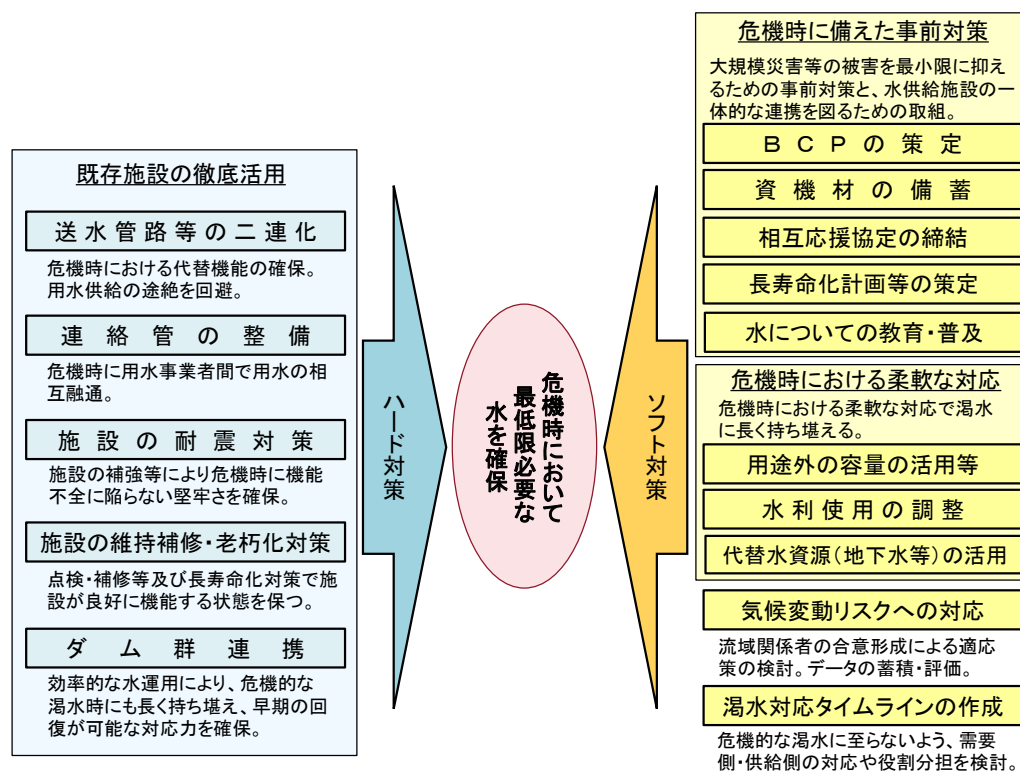 既存施設の徹底活用
送水管路等の二連化
危機時における代替機能の確保。
用水供給の途絶を回避。
連絡管の整備
危機時に用水事業者間で用水の相
互融通。
施設の耐震対策
施設の補強等により危機時に機能
不全に陥らない堅牢さを確保。
施設の維持補修・老朽化対策
点検・補修等及び長寿命化対策で施
設が良好に機能する状態を保つ。
ダム群連携
効率的な水運用により、危機的な
渇水時にも長く持ち堪え、早期の回
復が可能な対応力を確保。
ハード対策
危機時において
最低限必要な
水を確保
ソフト対策
危機時に備えた事前対策
大規模災害等の被害を最小限に抑え
るための事前対策と、水供給施設の一
体的な連携を図るための取組。
BCPの策定
資機材の備蓄
相互応援協定の締結
長寿命化計画等の策定
水についての教育・普及
危機時における柔軟な対応
危機時における柔軟な対応で渇水
に長く持ち堪える。
用途外の容量の活用等
水利使用の調整
代替水資源（地下水等）の活用
気候変動リスクへの対応
流域関係者の合意形成による適応
策の検討。データの蓄積・評価。
渇水対応タイムラインの作成
危機的な渇水に至らないよう、需要
側・供給側の対応や役割分担を検討。